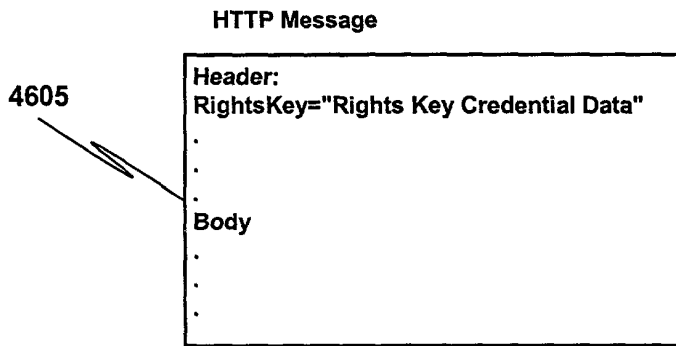 HTTP Message
4605
Header:
RightsKey="Rights Key Credential Data"
.
.
.
Body
.
.
.